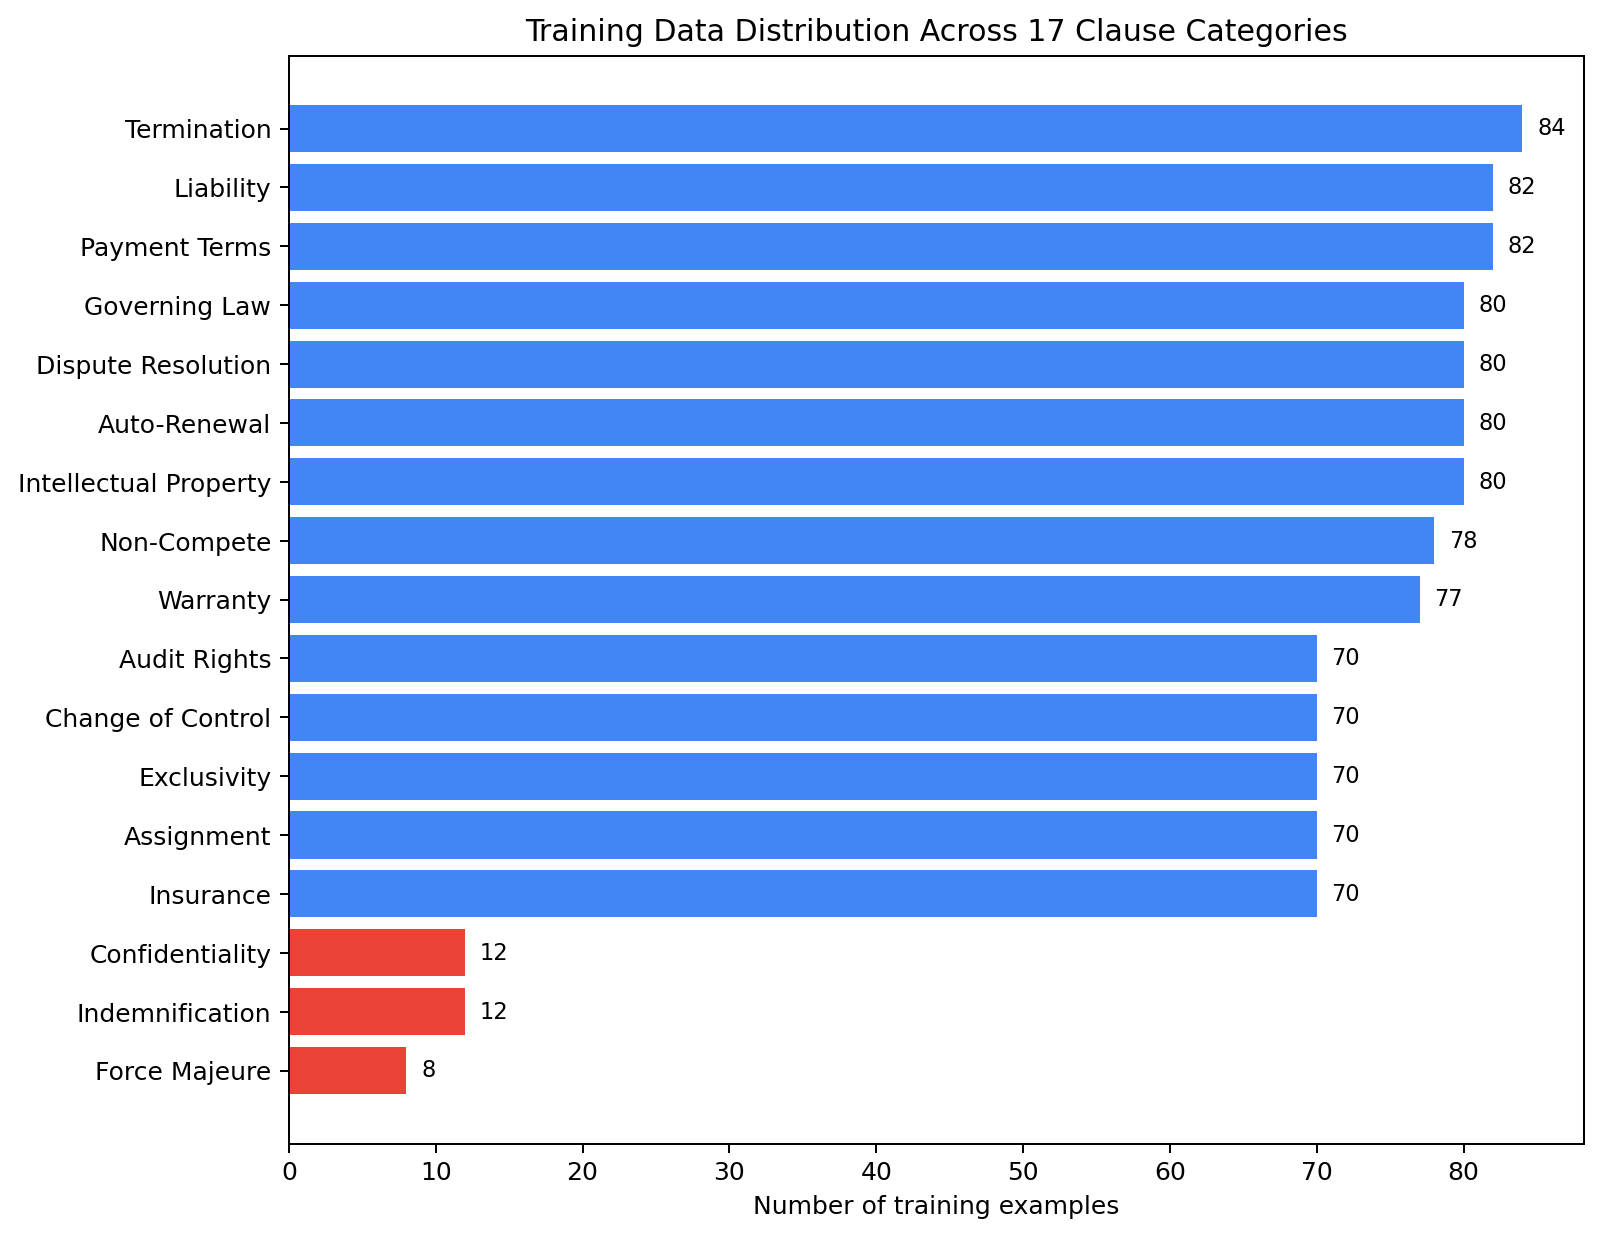 Training Data Distribution Across 17 Clause Categories
Termination 84
Liability 82
Payment Terms 82
Governing Law 80
Dispute Resolution 80
Auto-Renewal 80
Intellectual Property 80
Non-Compete 78
Warranty 77
Audit Rights 70
Change of Control 70
Exclusivity 70
Assignment 70
Insurance 70
Confidentiality 12
Indemnification 12
Force Majeure 8
0 10 20 30 40 50 60 70 80
Number of training examples